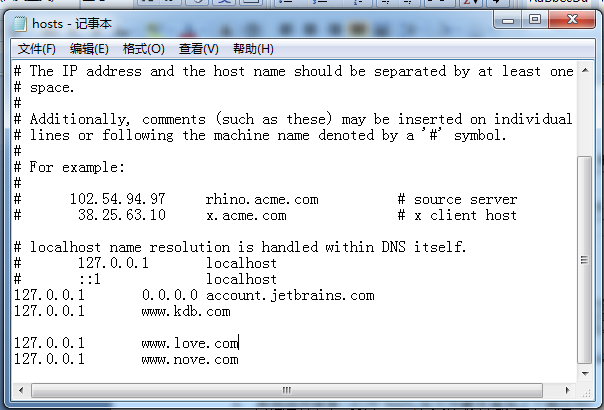 hosts - 记事本
文件(F) 编辑(E) 格式(O) 查看(V) 帮助(H)
# The IP address and the host name should be separated by at least one
# space.
#
# Additionally, comments (such as these) may be inserted on individual
# lines or following the machine name denoted by a '#' symbol.
#
# For example:
#
#      102.54.94.97     rhino.acme.com          # source server
#       38.25.63.10     x.acme.com              # x client host

# localhost name resolution is handled within DNS itself.
#       127.0.0.1       localhost
#       ::1             localhost
127.0.0.1       0.0.0.0 account.jetbrains.com
127.0.0.1       www.kdb.com

127.0.0.1       www.love.com
127.0.0.1       www.nove.com